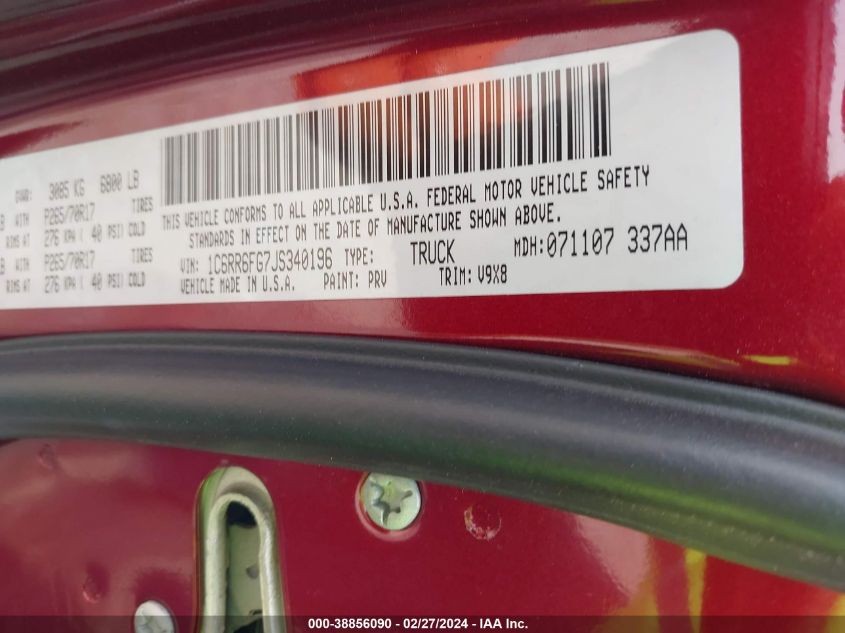 GVWR: 3085 KG 6800 LB
B WITH P265/70R17 TIRES
RIMS AT 276 KPA ( 40 PSI) COLD
B WITH P265/70R17 TIRES
RIMS AT 276 KPA ( 40 PSI) COLD
THIS VEHICLE CONFORMS TO ALL APPLICABLE U.S.A. FEDERAL MOTOR VEHICLE SAFETY
STANDARDS IN EFFECT ON THE DATE OF MANUFACTURE SHOWN ABOVE.
VIN: 1C6RR6FG7JS340196 TYPE: TRUCK MDH:071107 337AA
VEHICLE MADE IN U.S.A. PAINT: PRV TRIM: V9X8
000-38856090 - 02/27/2024 - IAA Inc.